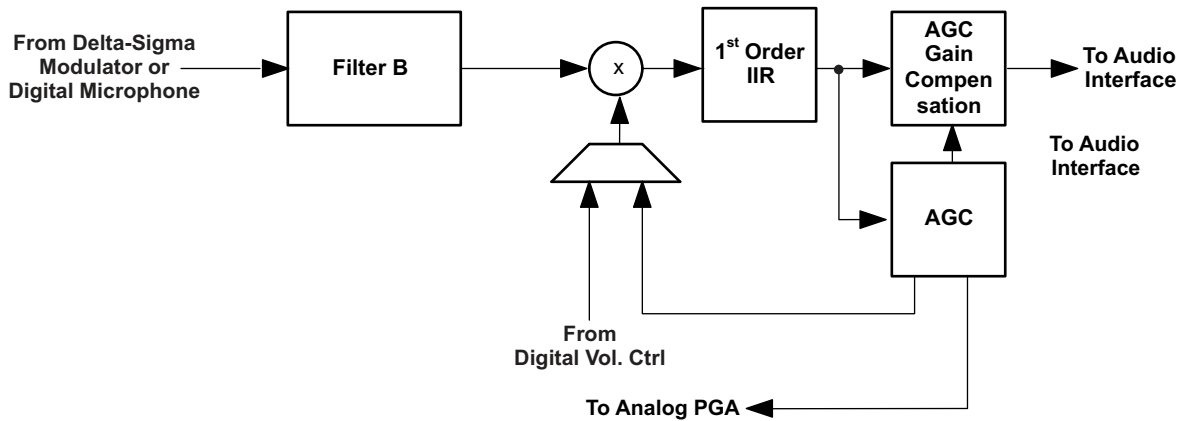 From Delta-Sigma
Modulator or
Digital Microphone
Filter B
x
1st Order
IIR
AGC
Gain
Compen
sation
To Audio
Interface
To Audio
Interface
AGC
From
Digital Vol. Ctrl
To Analog PGA